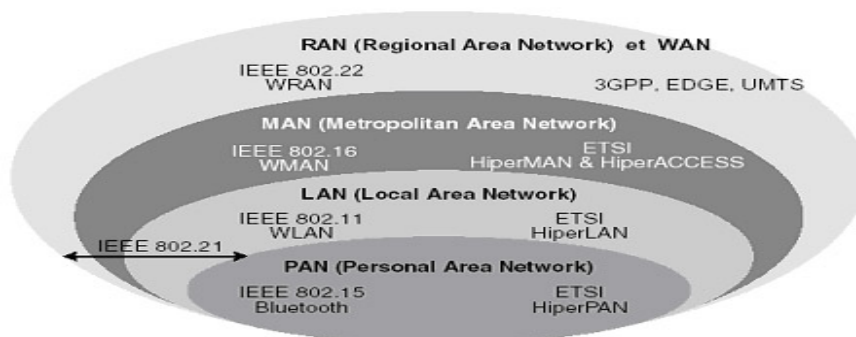 RAN (Regional Area Network) et WAN
IEEE 802.22
WRAN
3GPP, EDGE, UMTS
MAN (Metropolitan Area Network)
IEEE 802.16
WMAN
ETSI
HiperMAN & HiperACCESS
LAN (Local Area Network)
IEEE 802.11
WLAN
ETSI
HiperLAN
IEEE 802.21
PAN (Personal Area Network)
IEEE 802.15
Bluetooth
ETSI
HiperPAN